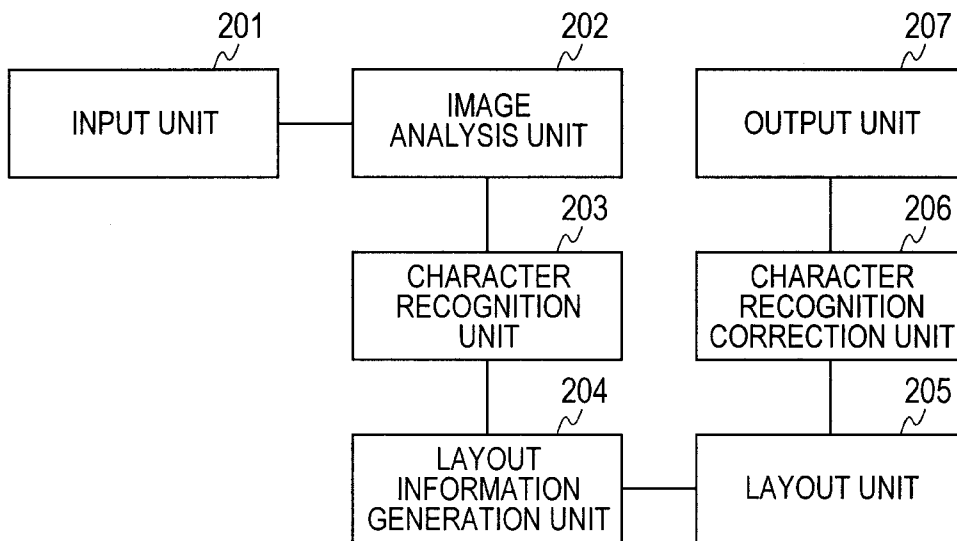 201
202
207
INPUT UNIT
IMAGE
ANALYSIS UNIT
OUTPUT UNIT
203
206
CHARACTER
RECOGNITION
UNIT
CHARACTER
RECOGNITION
CORRECTION UNIT
204
205
LAYOUT
INFORMATION
GENERATION UNIT
LAYOUT UNIT